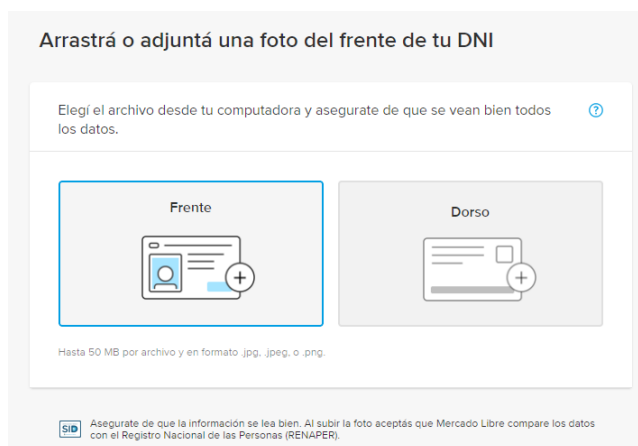 Arrastrá o adjuntá una foto del frente de tu DNI
Elegí el archivo desde tu computadora y asegurate de que se vean bien todos
los datos.
?
Frente
Dorso
Hasta 50 MB por archivo y en formato .jpg, .jpeg, o .png.
SID
Asegurate de que la información se lea bien. Al subir la foto aceptás que Mercado Libre compare los datos
con el Registro Nacional de las Personas (RENAPER).